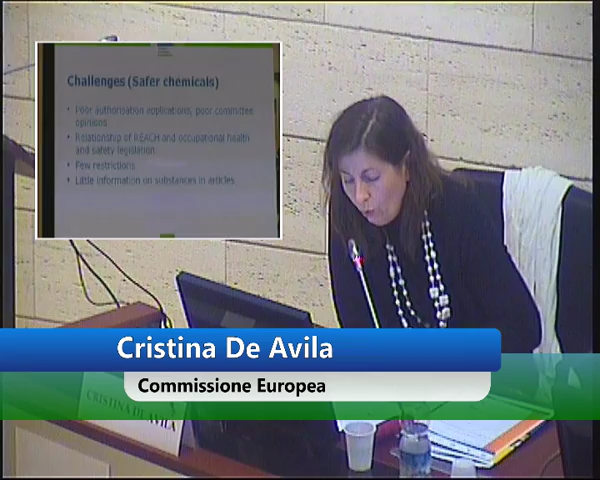 Challenges (Safer chemicals)
• Poor authorisation applications, poor committee
opinions
• Relationship of REACH and occupational health
and safety legislation
• Few restrictions
• Little information on substances in articles
Cristina De Avila
Commissione Europea
CRISTINA DE AVILA